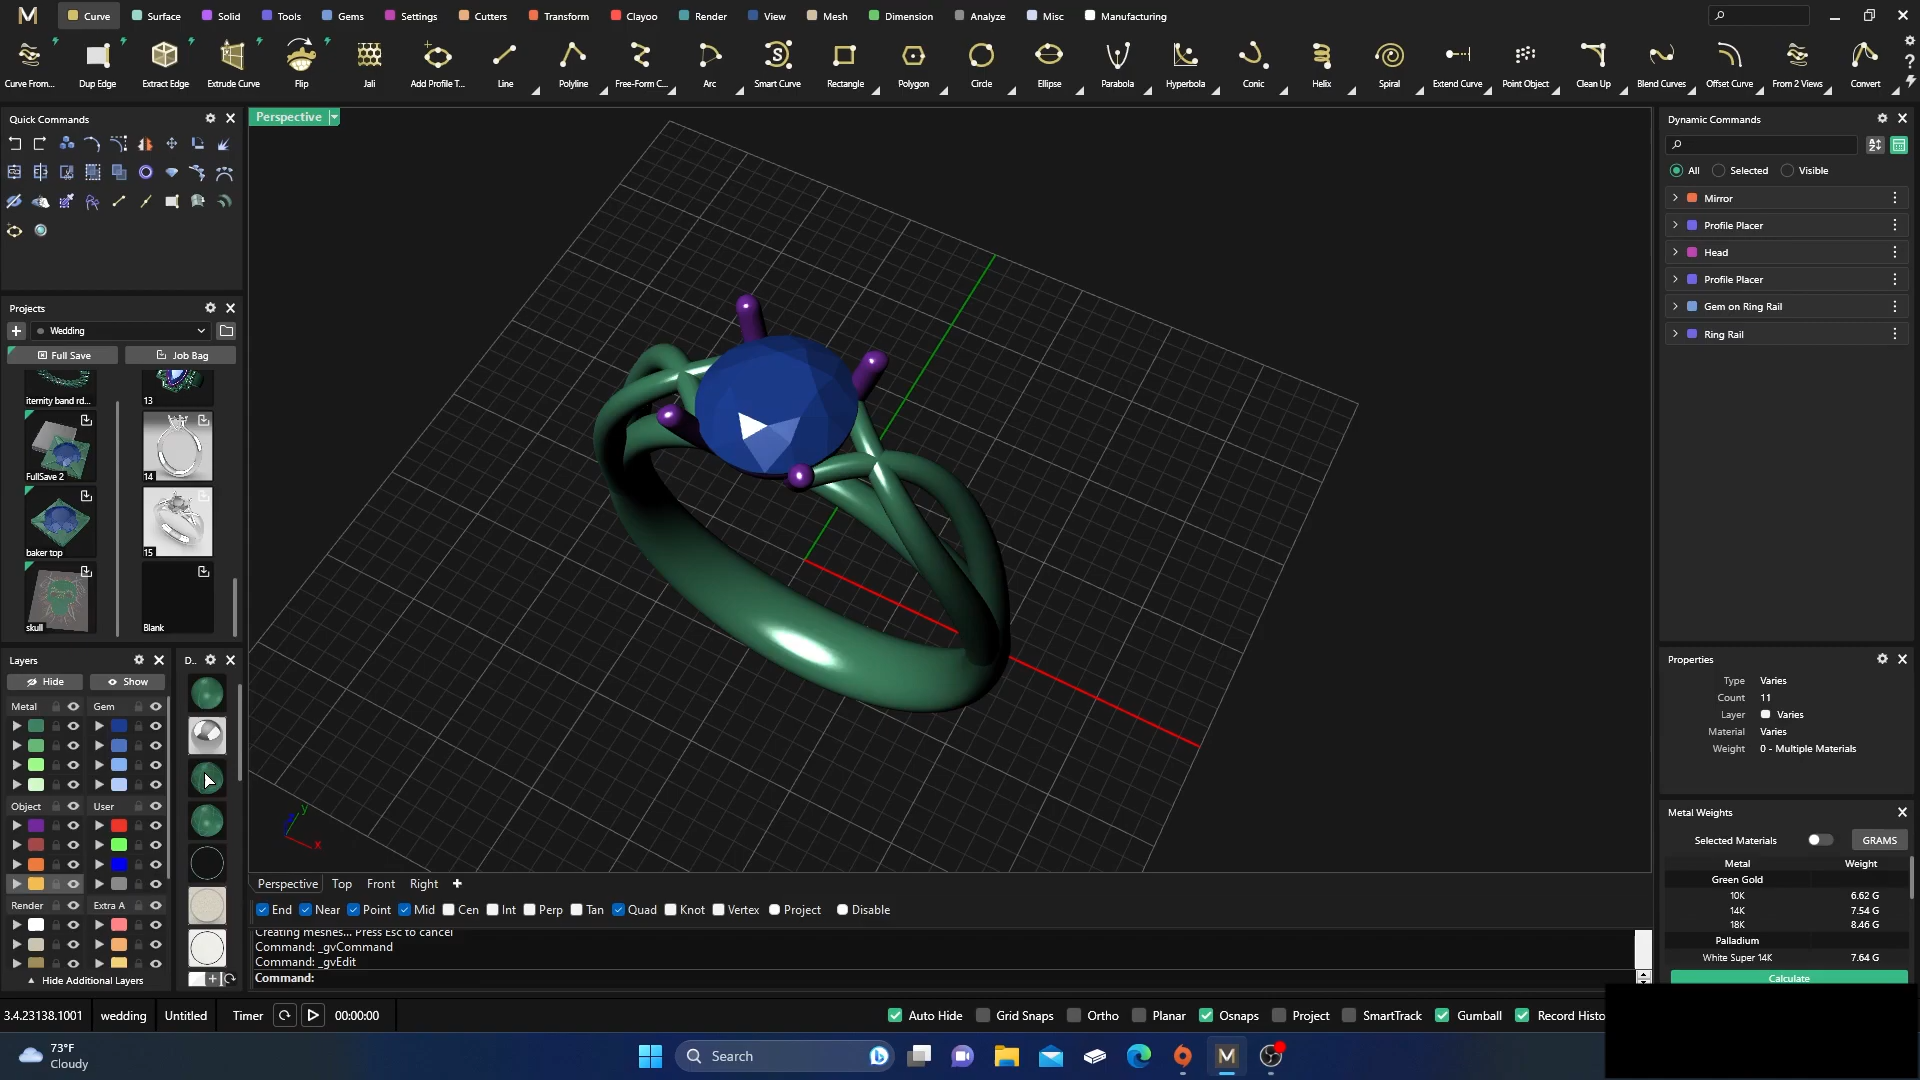 Curve
Surface
Solid
Tools
Gems
Settings
Cutters
Transform
Clayoo
Render
View
Mesh
Dimension
Analyze
Misc
Manufacturing
Curve From...
Dup Edge
Extract Edge
Extrude Curve
Flip
Jali
Add Profile T...
Line
Polyline
Free-Form C...
Arc
Smart Curve
Rectangle
Polygon
Circle
Ellipse
Parabola
Hyperbola
Conic
Helix
Spiral
Extend Curve
Point Object
Clean Up
Blend Curves
Offset Curve
From 2 Views
Convert
Quick Commands
Projects
Wedding
Full Save
Job Bag
iternity band rd...
13
FullSave 2
14
baker top
15
skull
Blank
Layers
D..
Hide
Show
Metal
Gem
Object
User
Render
Extra A
Hide Additional Layers
Perspective
y
x
Perspective
Top
Front
Right
End
Near
Point
Mid
Cen
Int
Perp
Tan
Quad
Knot
Vertex
Project
Disable
Creating meshes... Press Esc to cancel
Command: _gvCommand
Command: _gvEdit
Command:
Dynamic Commands
All
Selected
Visible
Mirror
Profile Placer
Head
Profile Placer
Gem on Ring Rail
Ring Rail
Properties
Type Varies
Count 11
Layer Varies
Material Varies
Weight 0 - Multiple Materials
Metal Weights
Selected Materials
GRAMS
Metal Weight
Green Gold
10K 6.62 G
14K 7.54 G
18K 8.46 G
Palladium
White Super 14K 7.64 G
Calculate
3.4.23138.1001
wedding
Untitled
Timer
00:00:00
Auto Hide
Grid Snaps
Ortho
Planar
Osnaps
Project
SmartTrack
Gumball
Record Histo
73°F
Cloudy
Search